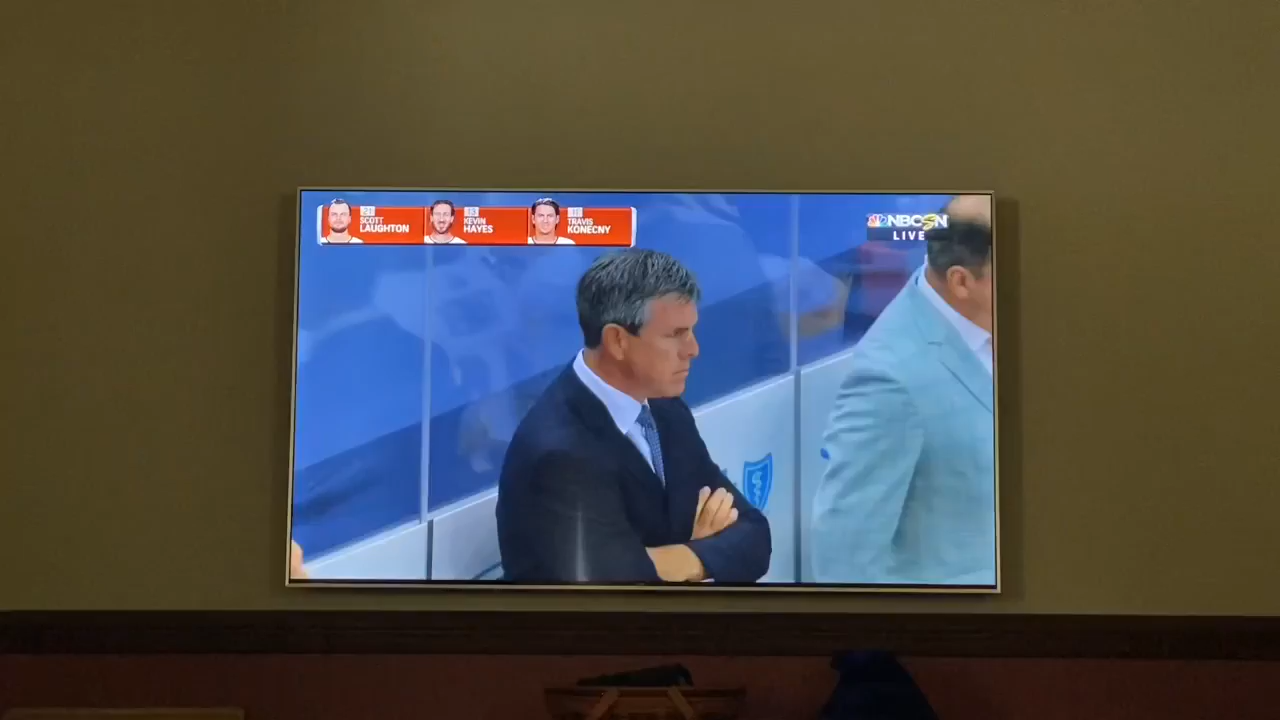 21
SCOTT
LAUGHTON
13
KEVIN
HAYES
11
TRAVIS
KONECNY
NBCSN
LIVE